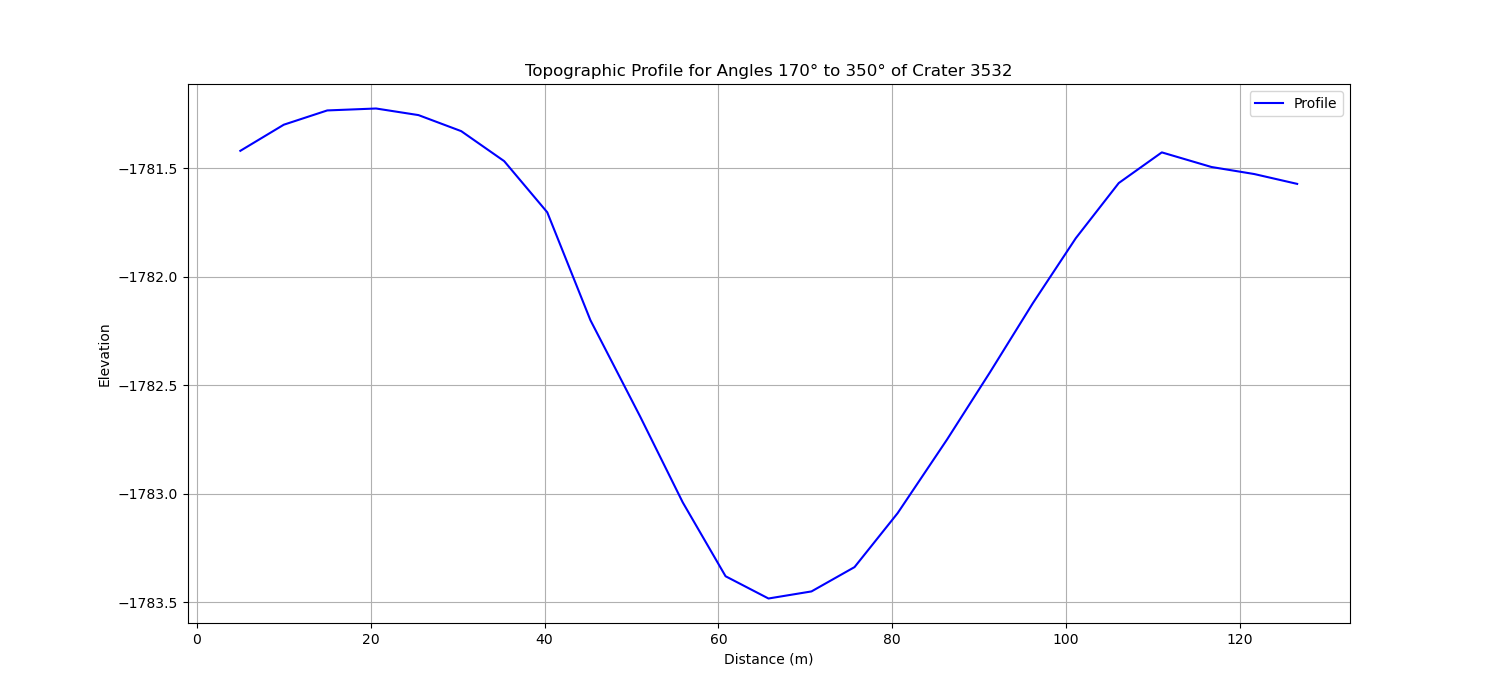 Topographic Profile for Angles 170° to 350° of Crater 3532
Profile
−1781.5
−1782.0
−1782.5
−1783.0
−1783.5
Elevation
0 20 40 60 80 100 120
Distance (m)